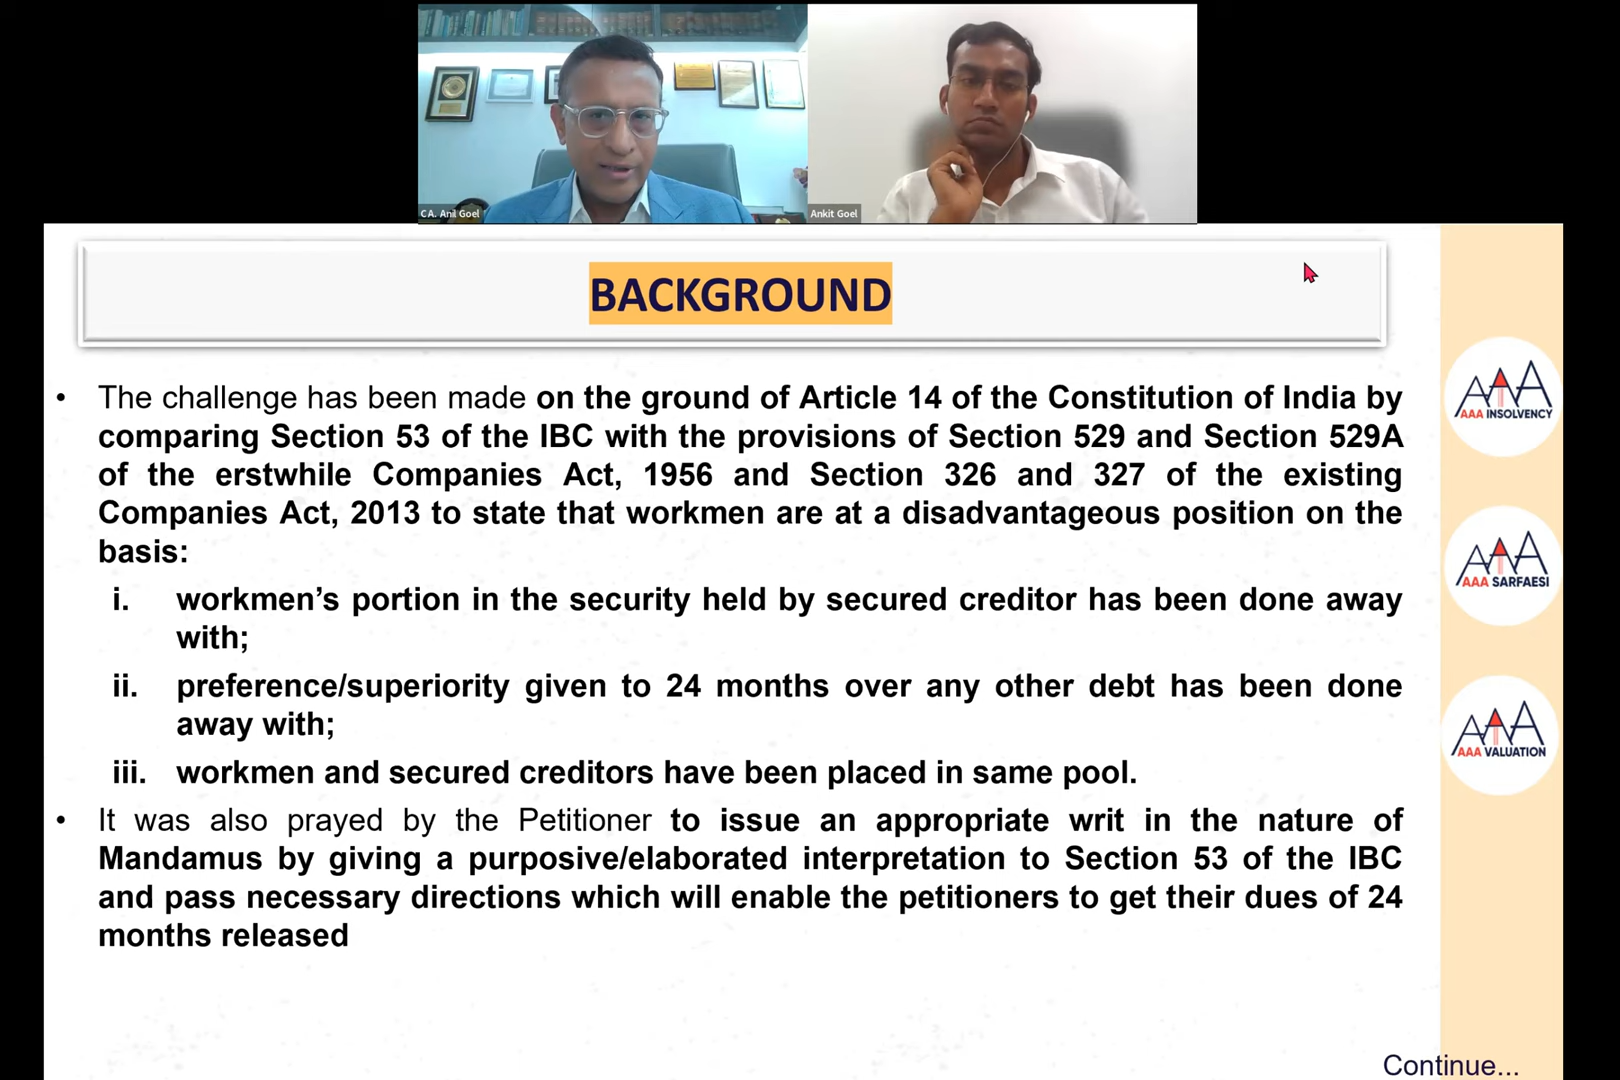 CA. Anil Goel
Ankit Goel
BACKGROUND
• The challenge has been made on the ground of Article 14 of the Constitution of India by
comparing Section 53 of the IBC with the provisions of Section 529 and Section 529A
of the erstwhile Companies Act, 1956 and Section 326 and 327 of the existing
Companies Act, 2013 to state that workmen are at a disadvantageous position on the
basis:
i. workmen’s portion in the security held by secured creditor has been done away
with;
ii. preference/superiority given to 24 months over any other debt has been done
away with;
iii. workmen and secured creditors have been placed in same pool.
• It was also prayed by the Petitioner to issue an appropriate writ in the nature of
Mandamus by giving a purposive/elaborated interpretation to Section 53 of the IBC
and pass necessary directions which will enable the petitioners to get their dues of 24
months released
AAA
AAA INSOLVENCY
AAA
AAA SARFAESI
AAA
AAA VALUATION
Continue...